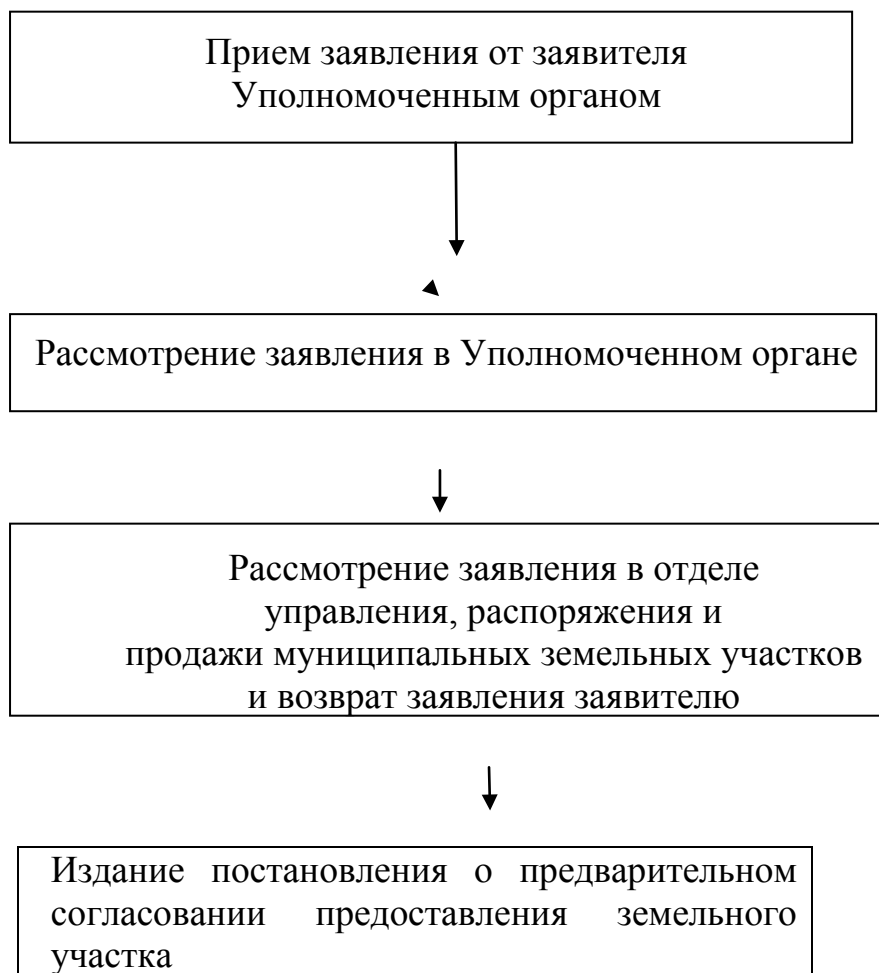 Прием заявления от заявителя
Уполномоченным органом
Рассмотрение заявления в Уполномоченном органе
Рассмотрение заявления в отделе
управления, распоряжения и
продажи муниципальных земельных участков
и возврат заявления заявителю
Издание постановления о предварительном
согласовании предоставления земельного
участка